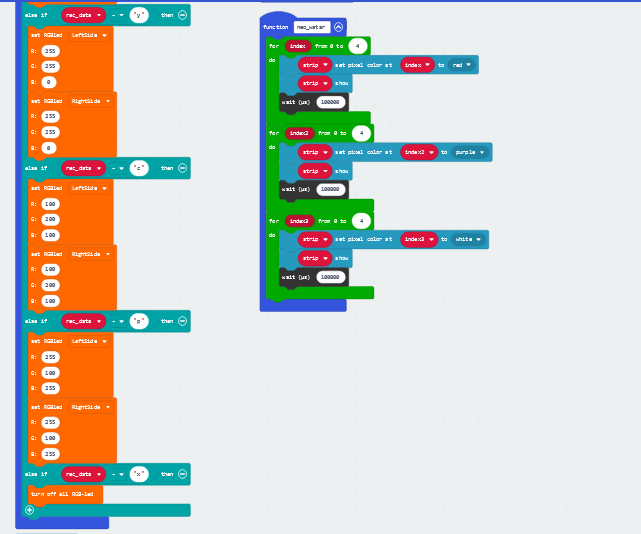 else if rec_data = "y" then
set RGBled LeftSide
R: 255
G: 255
B: 0
set RGBled RightSide
R: 255
G: 255
B: 0
else if rec_data = "c" then
set RGBled LeftSide
R: 100
G: 200
B: 100
set RGBled RightSide
R: 100
G: 200
B: 100
else if rec_data = "p" then
set RGBled LeftSide
R: 255
G: 100
B: 255
set RGBled RightSide
R: 255
G: 100
B: 255
else if rec_data = "x" then
turn off all RGB-led
function neo_water
for index from 0 to 4
do strip set pixel color at index to red
strip show
wait (µs) 100000
for index2 from 0 to 4
do strip set pixel color at index2 to purple
strip show
wait (µs) 100000
for index3 from 0 to 4
do strip set pixel color at index3 to white
strip show
wait (µs) 100000